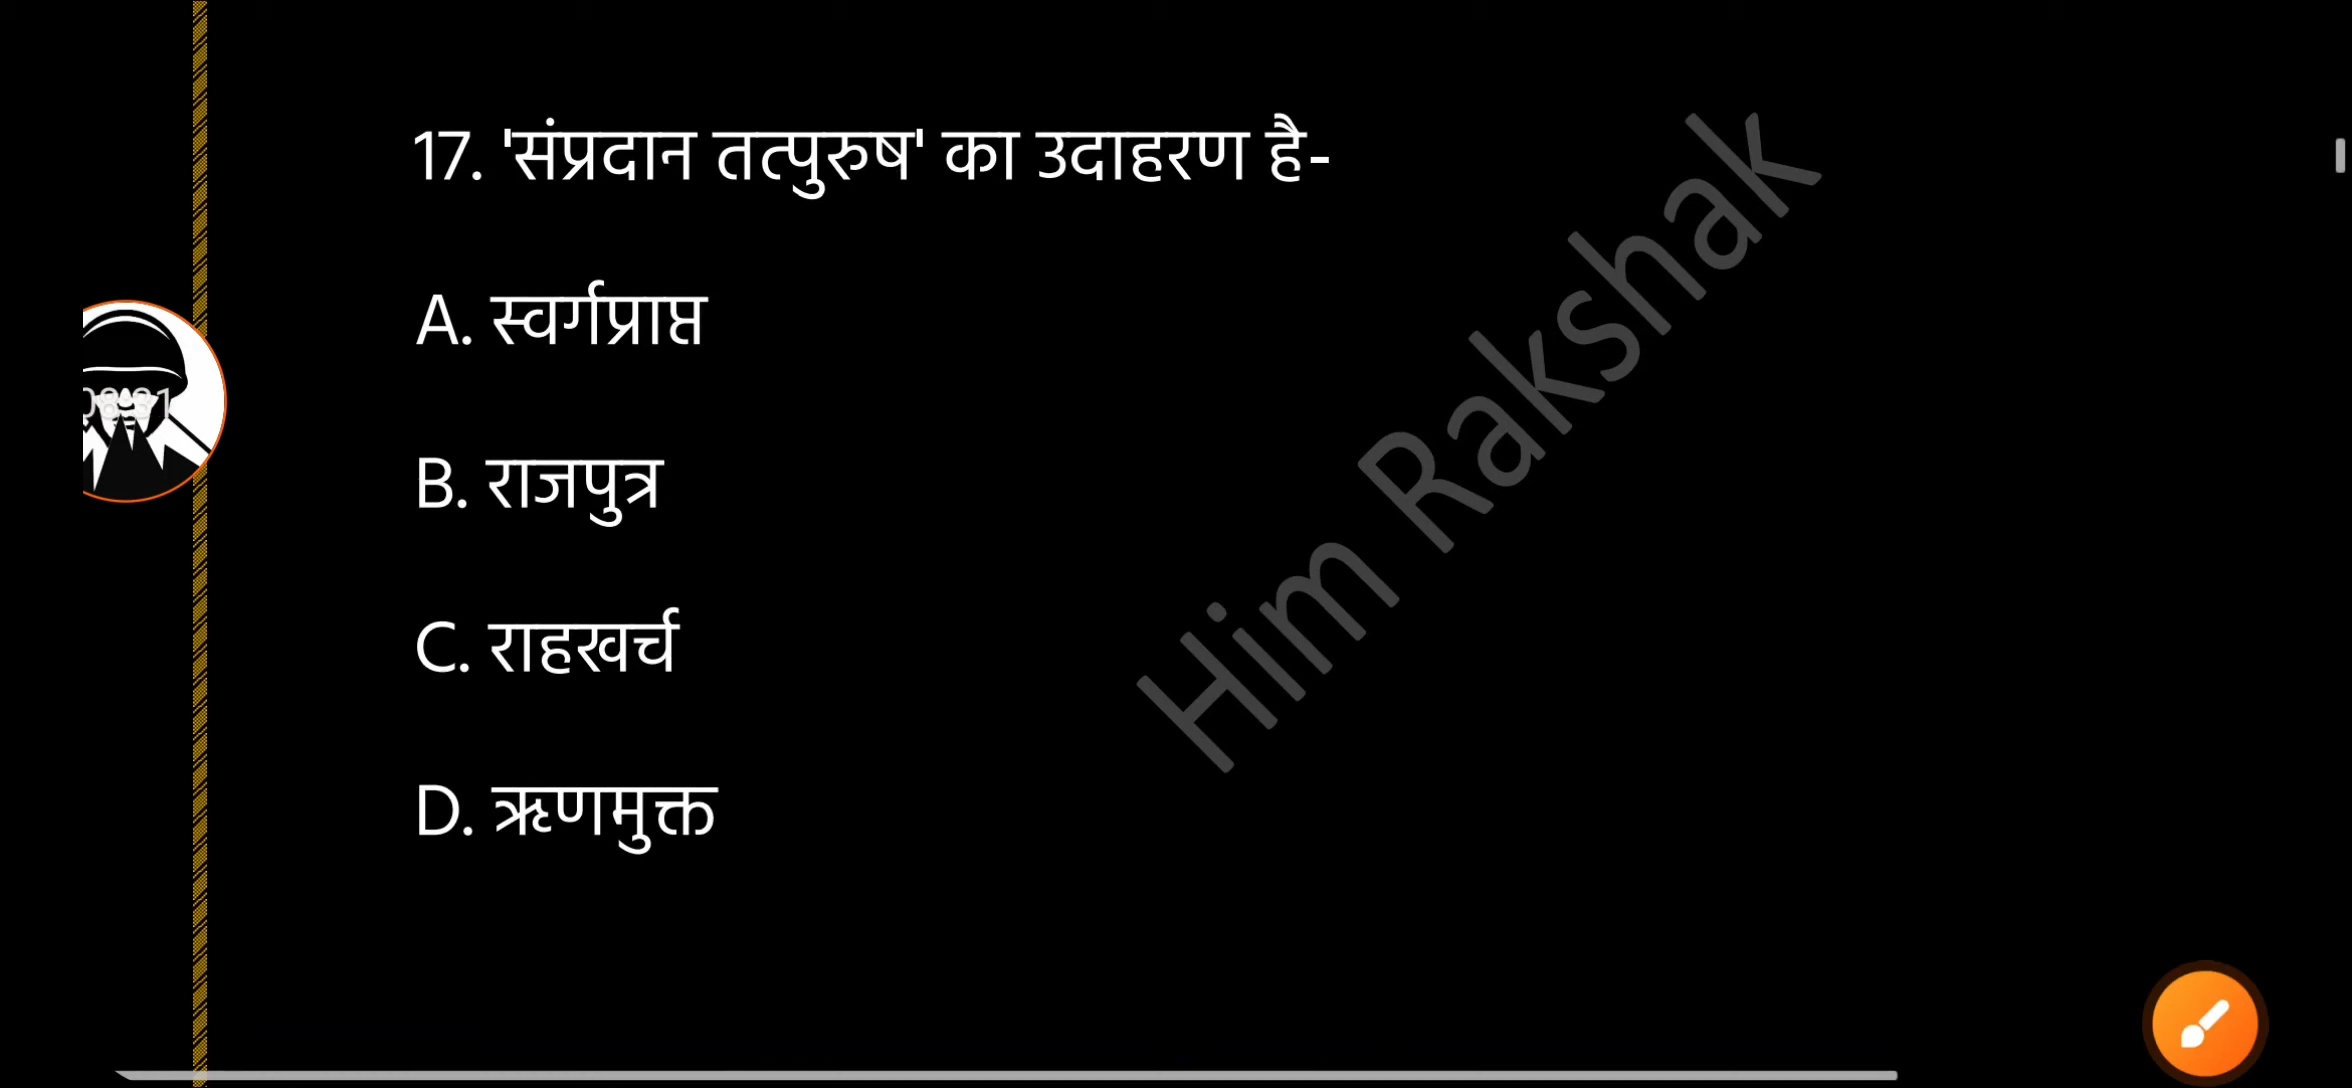 17. 'संप्रदान तत्पुरुष' का उदाहरण है-
A. स्वर्गप्राप्त
B. राजपुत्र
C. राहखर्च
D. ऋणमुक्त
Him Rakshak